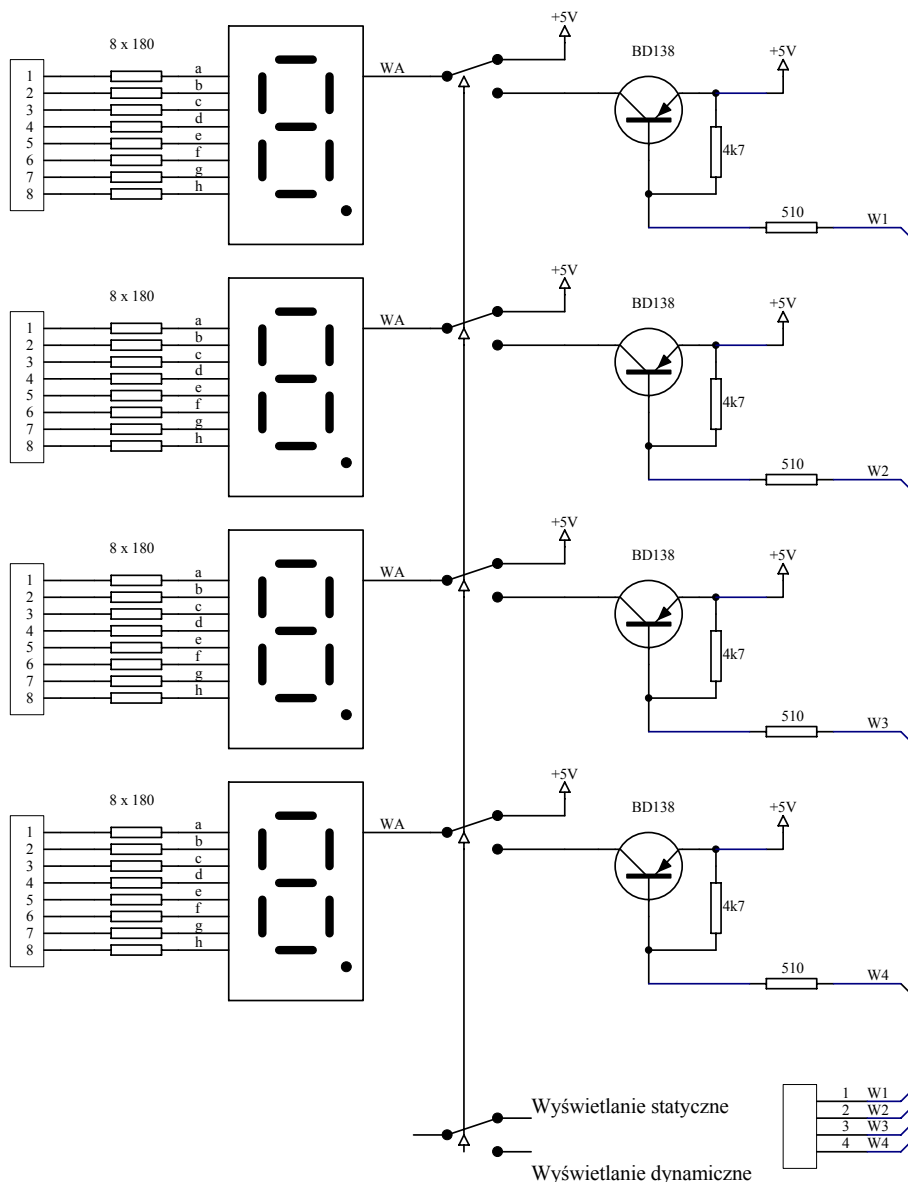 +5V
8 x 180
BD138
+5V
1 a WA
2 b
3 c
4 d
5 e 4k7
6 f
7 g
8 h
510 W1
+5V
8 x 180
BD138
+5V
1 a WA
2 b
3 c
4 d
5 e 4k7
6 f
7 g
8 h
510 W2
+5V
8 x 180
BD138
+5V
1 a WA
2 b
3 c
4 d
5 e 4k7
6 f
7 g
8 h
510 W3
+5V
8 x 180
BD138
+5V
1 a WA
2 b
3 c
4 d
5 e 4k7
6 f
7 g
8 h
510 W4
Wyświetlanie statyczne
Wyświetlanie dynamiczne
1 W1
2 W2
3 W3
4 W4